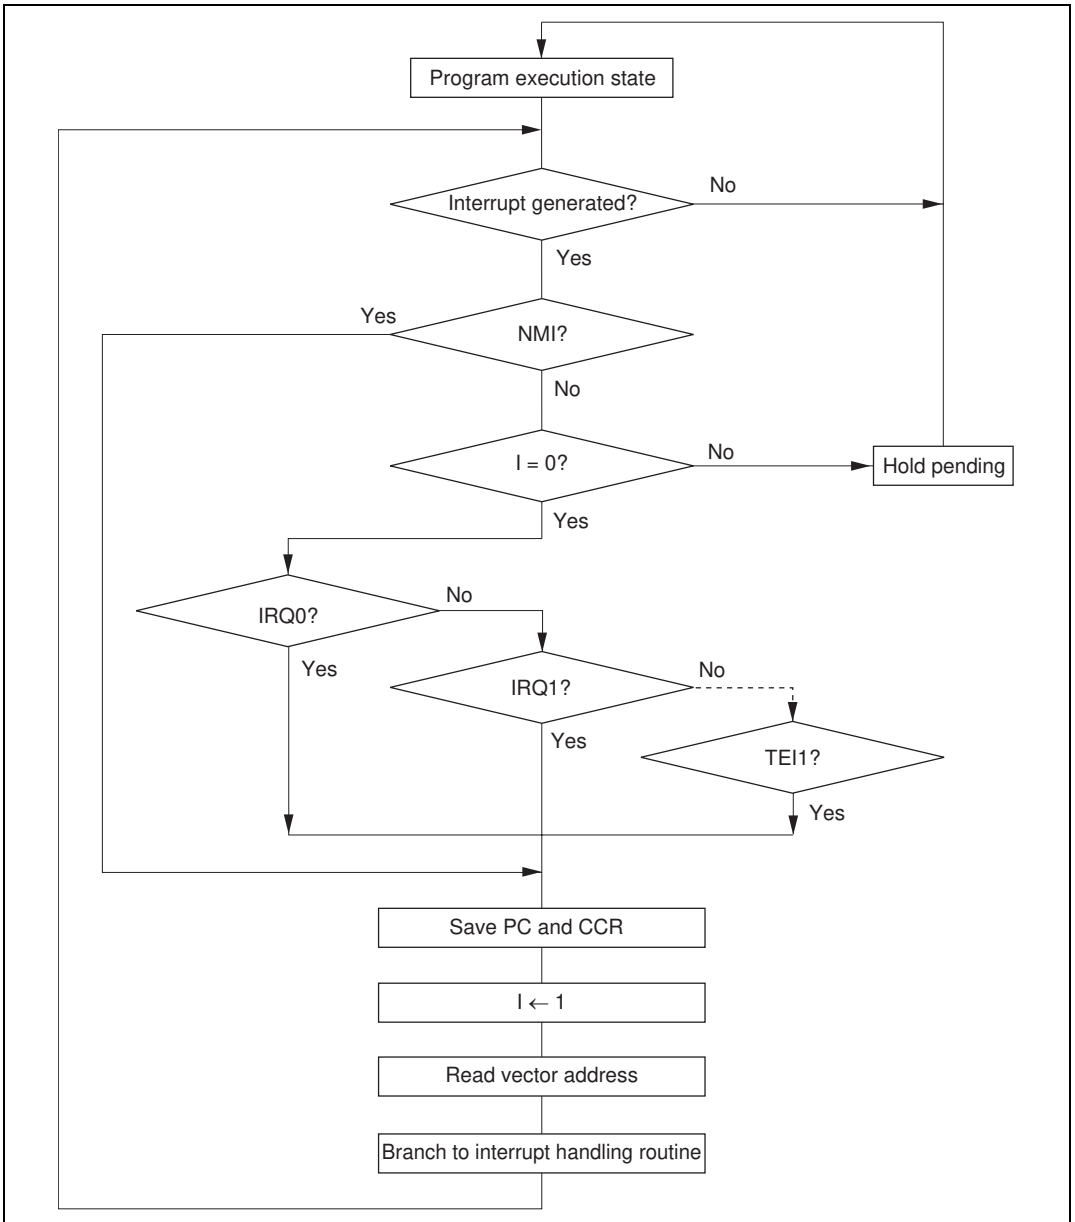 Program execution state
Interrupt generated?
No
Yes
Yes
NMI?
No
I = 0?
No
Hold pending
Yes
IRQ0?
No
Yes
IRQ1?
No
Yes
TEI1?
Yes
Save PC and CCR
I ← 1
Read vector address
Branch to interrupt handling routine